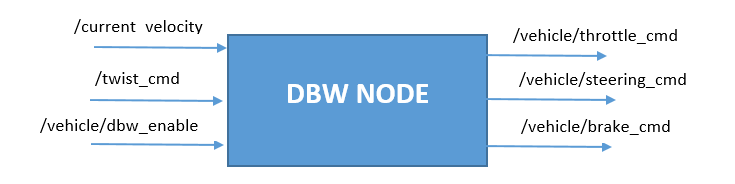 /current velocity
/twist_cmd
/vehicle/dbw_enable
DBW NODE
/vehicle/throttle_cmd
/vehicle/steering_cmd
/vehicle/brake_cmd